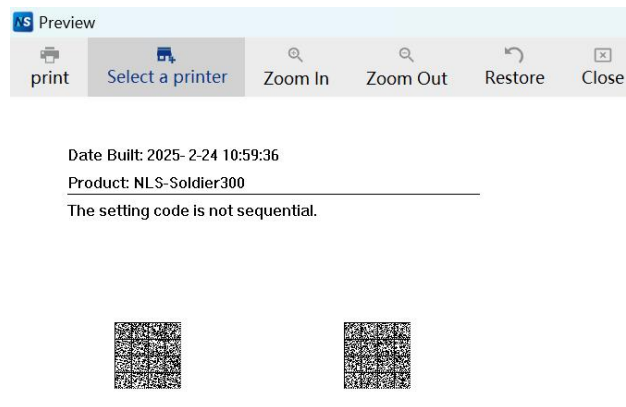 NS Preview
print Select a printer Zoom In Zoom Out Restore Close
Date Built: 2025- 2-24 10:59:36
Product: NLS-Soldier300
The setting code is not sequential.